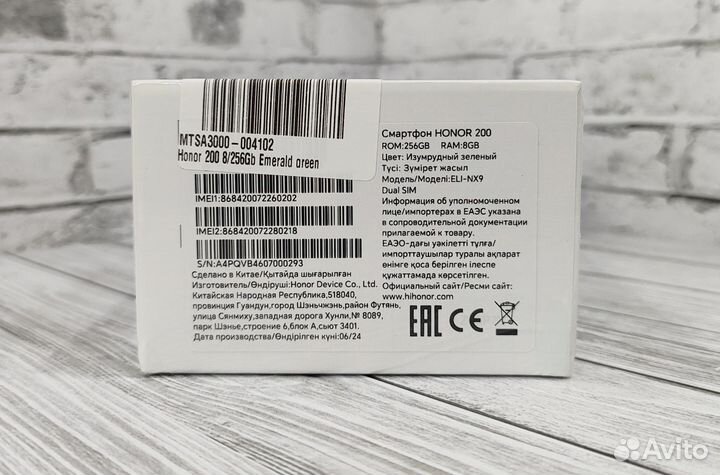 MTSA3000-004102
Honor 200 8/256Gb Emerald green
IMEI1:868420072260202
IMEI2:868420072280218
S/N:A4PQVB4607000293
Сделано в Китае/Қытайда шығарылған
Изготовитель/Өндіруші:Honor Device Co., Ltd.
Китайская Народная Республика,518040,
провинция Гуандун,город Шэньчжэнь,район Футянь,
улица Сянмиху,западная дорога Хунли,№ 8089,
парк Шэнье,строение 6,блок А,сьют 3401.
Дата производства/Өндірілген күні:06/24
Смартфон HONOR 200
ROM:256GB RAM:8GB
Цвет: Изумрудный зеленый
Түсі: Зүмірет жасыл
Модель/Моделі:ELI-NX9
Dual SIM
Информация об уполномоченном
лице/импортерах в ЕАЭС указана
в сопроводительной документации
прилагаемой к товару.
ЕАЭО-дағы уәкілетті тұлға/
импорттаушылар туралы ақпарат
өнімге қоса берілген ілеспе
құжаттамада көрсетілген.
Официальный сайт/Ресми сайт:
www.hihonor.com
EAC CE
Avito